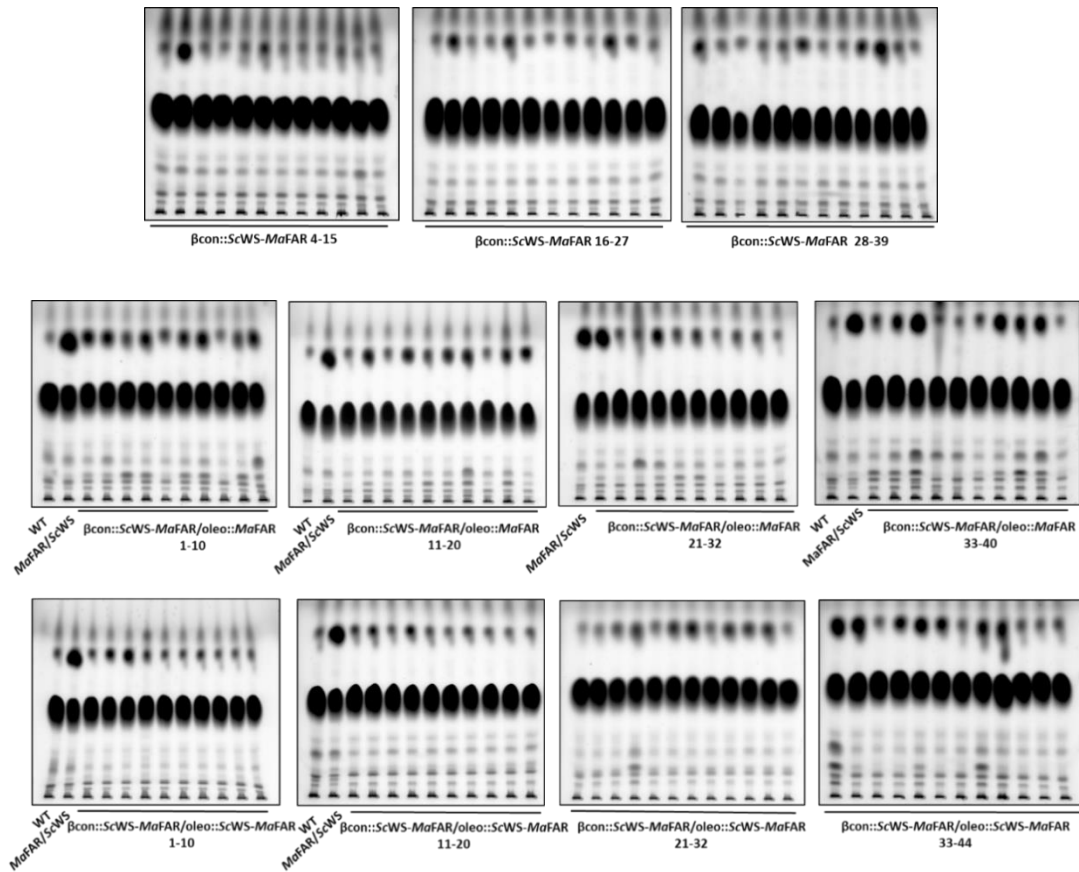 βcon::ScWS-MaFAR 4-15
βcon::ScWS-MaFAR 16-27
βcon::ScWS-MaFAR 28-39
WT
MaFAR/ScWS
βcon::ScWS-MaFAR/oleo::MaFAR
1-10
WT
MaFAR/ScWS
βcon::ScWS-MaFAR/oleo::MaFAR
11-20
MaFAR/ScWS
βcon::ScWS-MaFAR/oleo::MaFAR
21-32
WT
MaFAR/ScWS
βcon::ScWS-MaFAR/oleo::MaFAR
33-40
WT
MaFAR/ScWS
βcon::ScWS-MaFAR/oleo::ScWS-MaFAR
1-10
WT
MaFAR/ScWS
βcon::ScWS-MaFAR/oleo::ScWS-MaFAR
11-20
βcon::ScWS-MaFAR/oleo::ScWS-MaFAR
21-32
βcon::ScWS-MaFAR/oleo::ScWS-MaFAR
33-44